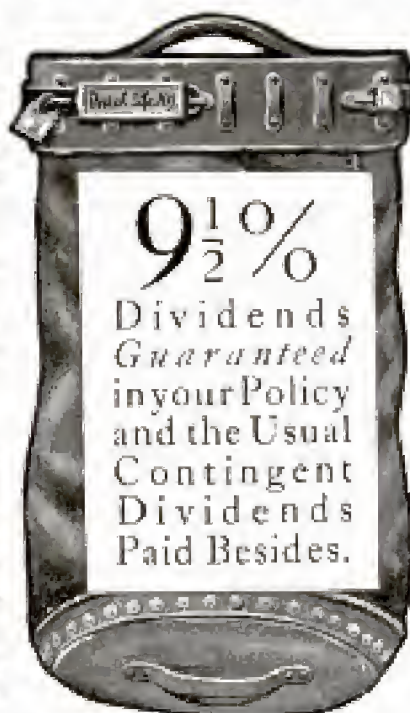 9½%
Dividends
Guaranteed
in your Policy
and the Usual
Contingent
Dividends
Paid Besides.